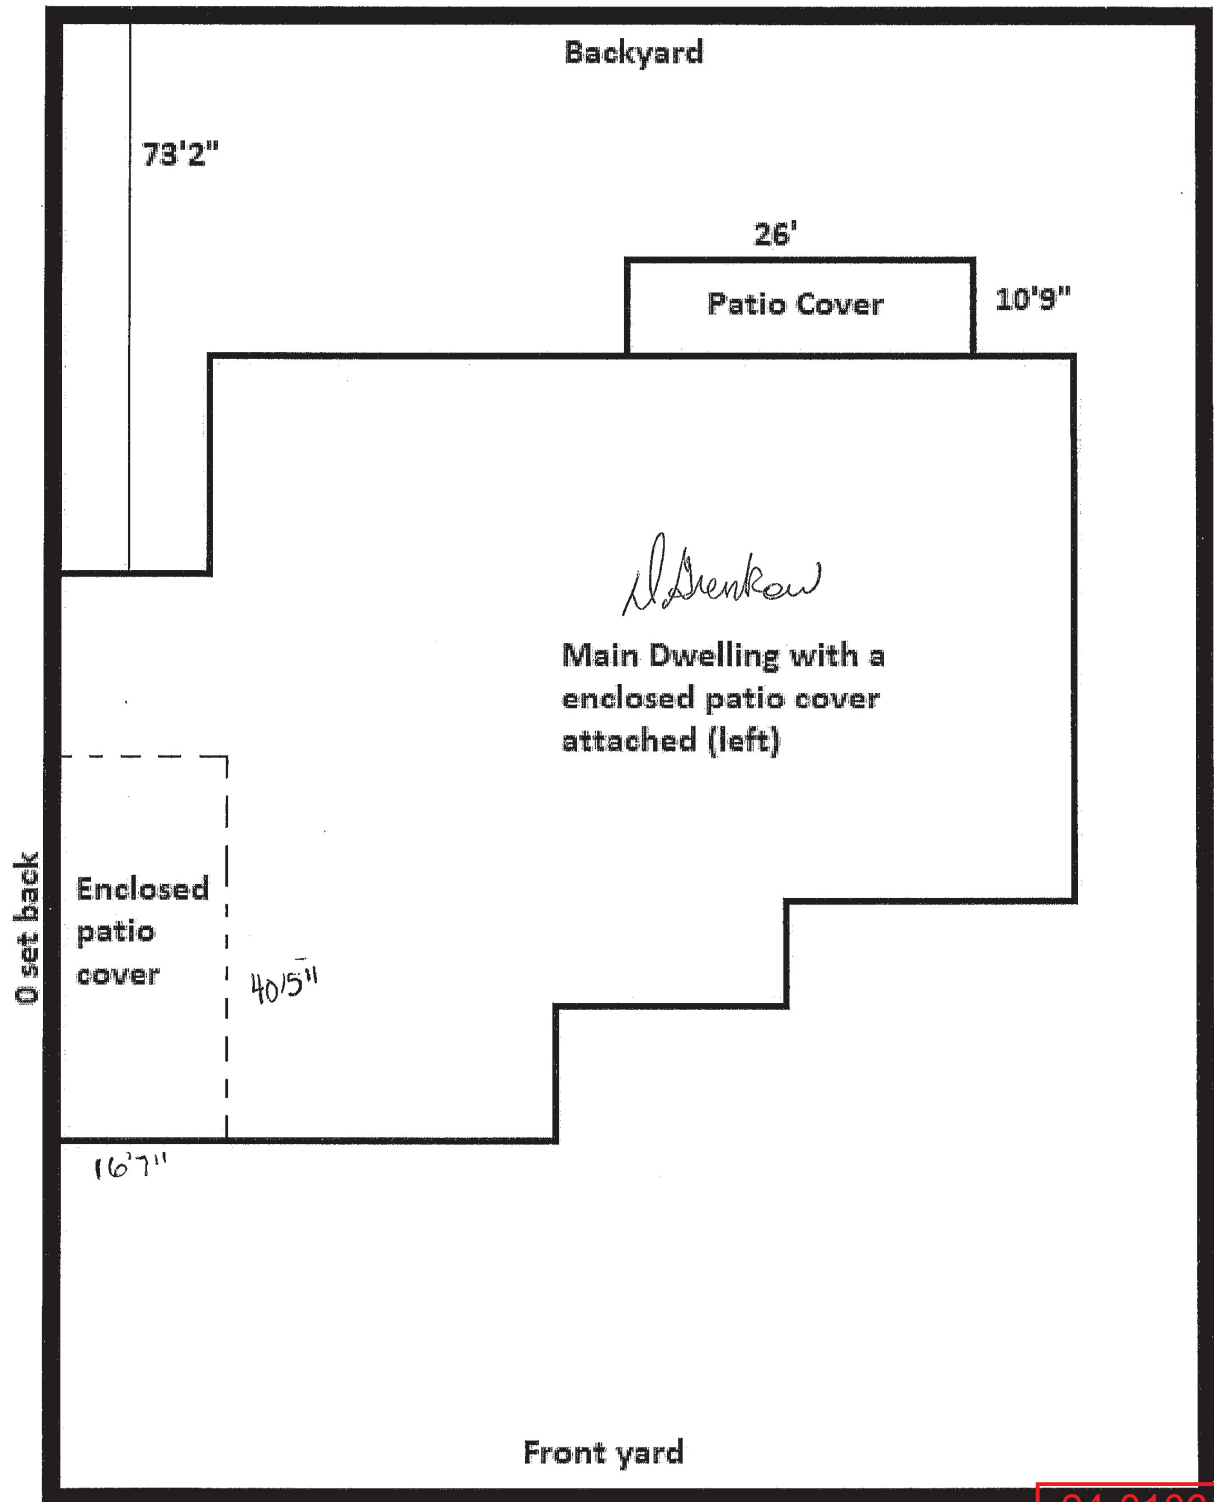 Backyard
73'2"
26'
Patio Cover
10'9"
D Grenkow
Main Dwelling with a
enclosed patio cover
attached (left)
0 set back
Enclosed
patio
cover
40'5"
16'7"
Front yard